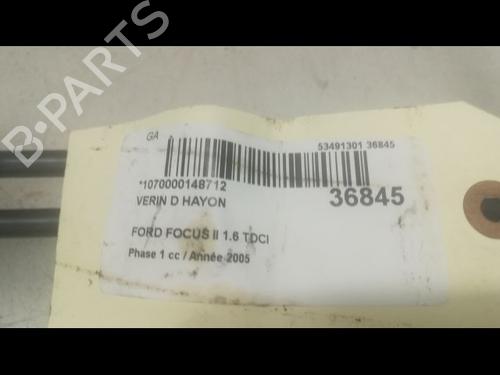 B-PARTS
GA
53491301 36845
*1070000148712
36845
VERIN D HAYON
FORD FOCUS II 1.6 TDCI
Phase 1 cc / Année 2005